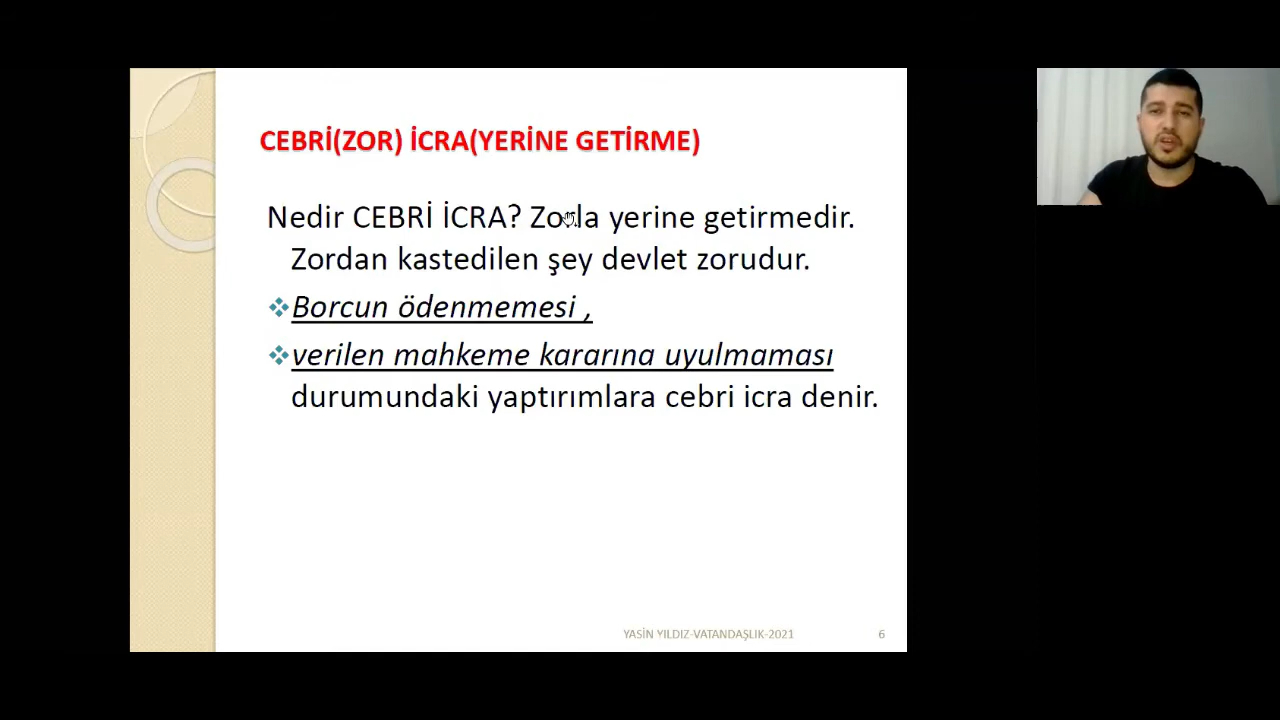 CEBRİ(ZOR) İCRA(YERİNE GETİRME)
Nedir CEBRİ İCRA? Zorla yerine getirmedir.
Zordan kastedilen şey devlet zorudur.
Borcun ödenmemesi ,
verilen mahkeme kararına uyulmaması
durumundaki yaptırımlara cebri icra denir.
YASİN YILDIZ-VATANDAŞLIK-2021
6